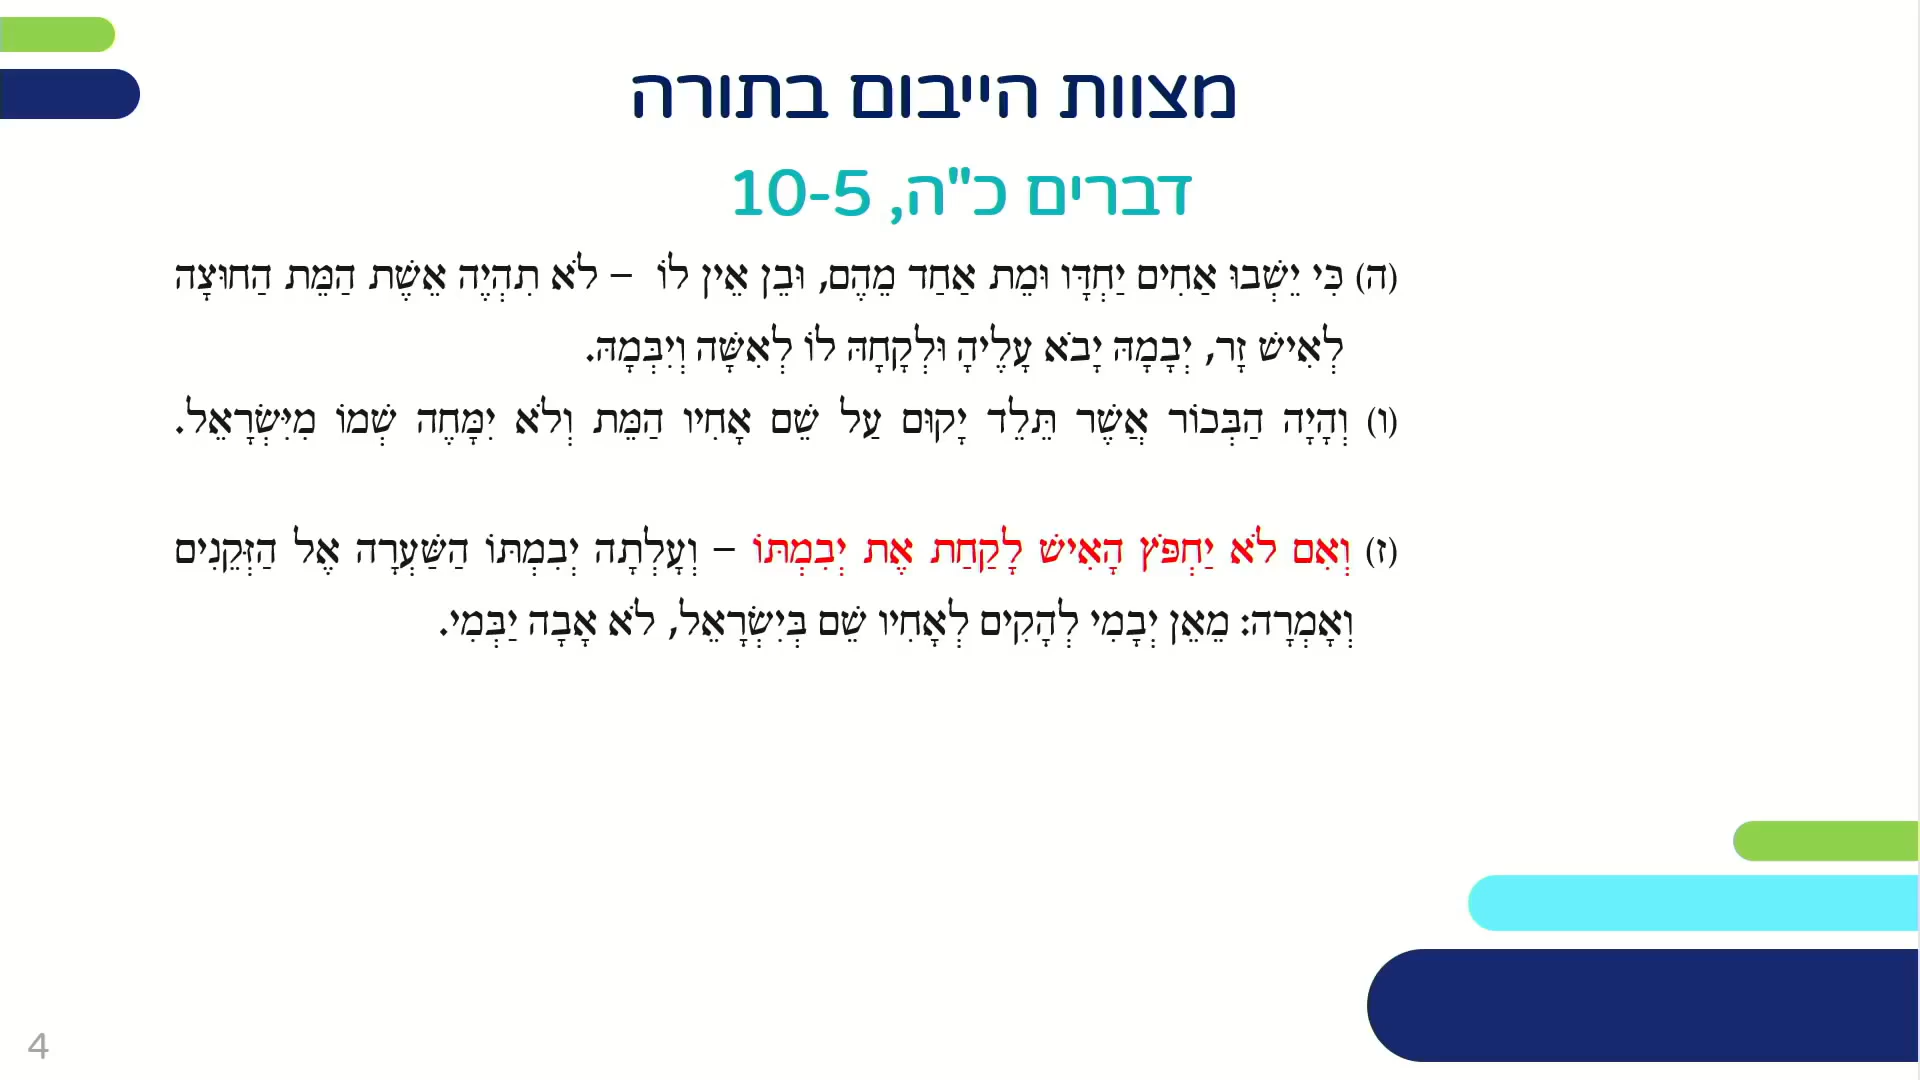 מצוות הייבום בתורה
דברים כ"ה, 10-5
(ה) כִּי יֵשְׁבוּ אַחִים יַחְדָּו וּמֵת אַחַד מֵהֶם, וּבֵן אֵין לוֹ – לֹא תִהְיֶה אֵשֶׁת הַמֵּת הַחוּצָה
לְאִישׁ זָר, יְבָמָהּ יָבֹא עָלֶיהָ וּלְקָחָהּ לוֹ לְאִשָּׁה וְיִבְּמָהּ.
(ו) וְהָיָה הַבְּכוֹר אֲשֶׁר תֵּלֵד יָקוּם עַל שֵׁם אָחִיו הַמֵּת וְלֹא יִמָּחֶה שְׁמוֹ מִיִּשְׂרָאֵל.
(ז) וְאִם לֹא יַחְפֹּץ הָאִישׁ לָקַחַת אֶת יְבִמְתּוֹ – וְעָלְתָה יְבִמְתּוֹ הַשַּׁעְרָה אֶל הַזְּקֵנִים
וְאָמְרָה: מֵאֵן יְבָמִי לְהָקִים לְאָחִיו שֵׁם בְּיִשְׂרָאֵל, לֹא אָבָה יַבְּמִי.
4